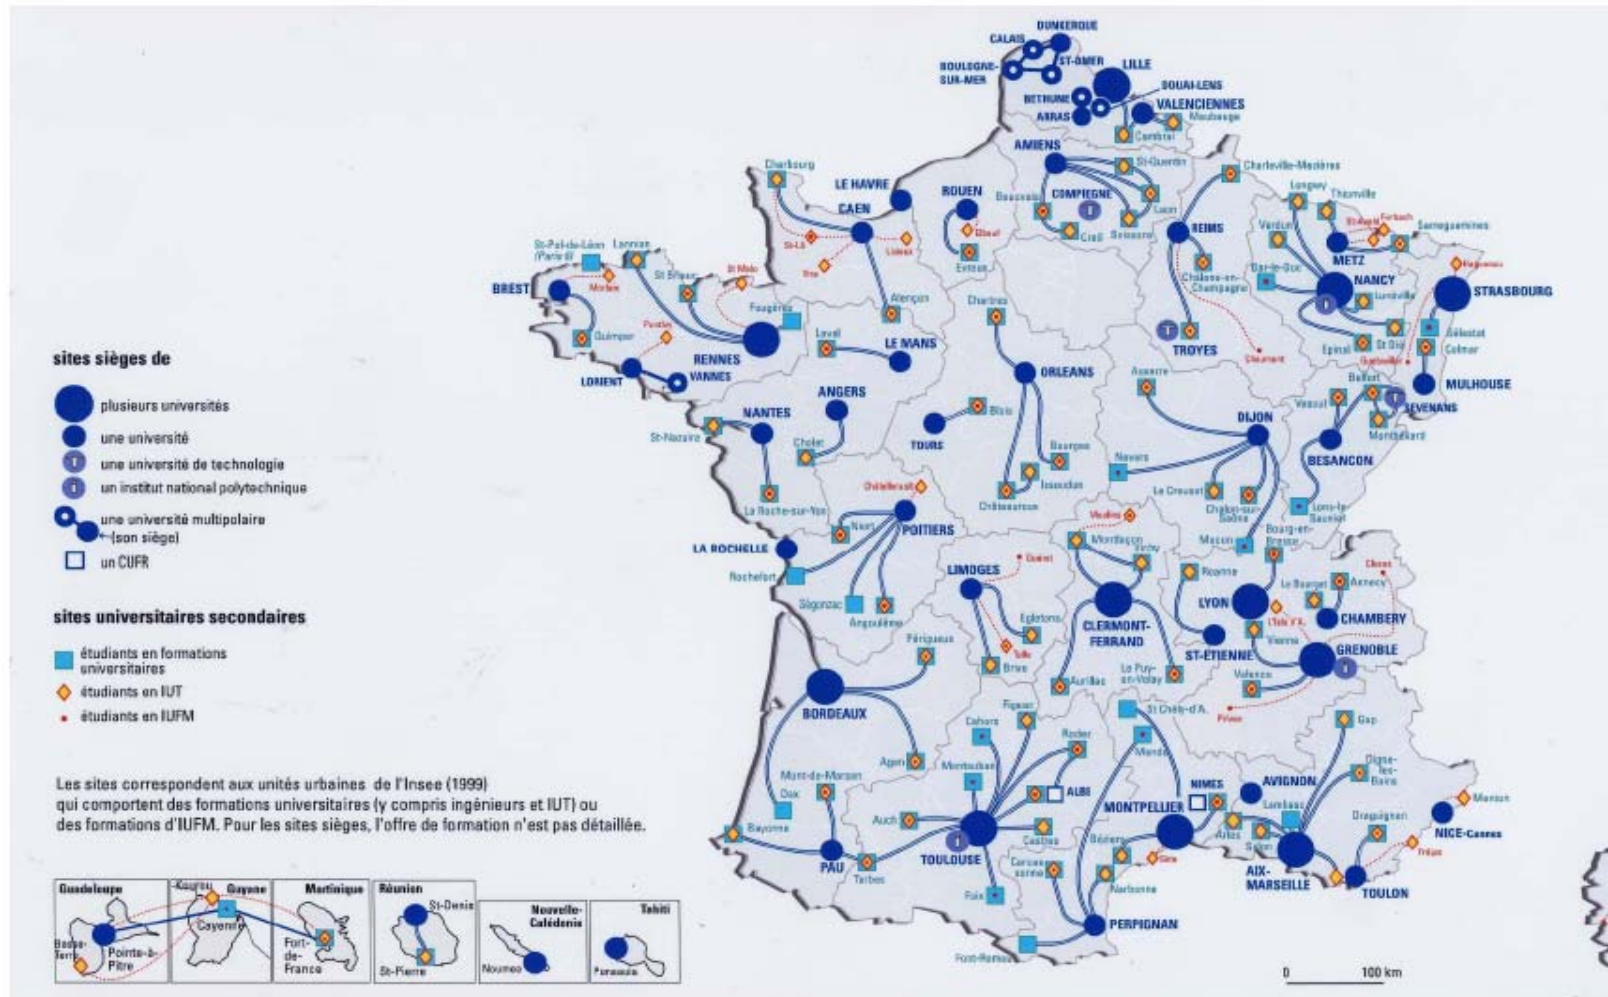 DUNKERQUE
CALAIS
BOULOGNE-
SUR-MER
ST-OMER
LILLE
DOUAI-LENS
BETHUNE
ARRAS
VALENCIENNES
Maubeuge
Cambrai
AMIENS
St-Quentin
Beauvais
COMPIEGNE
Laon
Creil
Soissons
Charleville-Mezières
Cherbourg
LE HAVRE
CAEN
ROUEN
Elbeuf
Evreux
St-Lô
Lisieux
Alençon
REIMS
Châlons-en-
Champagne
TROYES
Chaumont
Longwy
Thionville
St-Avold
Forbach
Sarreguemines
Verdun
METZ
Bar-le-Duc
NANCY
Lunéville
Epinal
St Dié
Haguenau
STRASBOURG
Sélestat
Colmar
Guebwiller
MULHOUSE
St-Pol-de-Léon
(Paris 6)
Lannion
BREST
Morlaix
St Brieuc
St Malo
Fougères
Quimper
Pontivy
RENNES
LORIENT
VANNES
Laval
LE MANS
Chartres
ORLEANS
ANGERS
NANTES
St-Nazaire
Cholet
La Roche-sur-Yon
TOURS
Blois
Bourges
Issoudun
Châteauroux
Auxerre
DIJON
Nevers
Le Creusot
Chalon-sur-
Saône
Macon
Vesoul
Belfort
SEVENANS
Montbéliard
BESANCON
Lons-le-
Saunier
Châtellerault
POITIERS
Niort
LA ROCHELLE
Rochefort
Ségonzac
Angoulême
LIMOGES
Guéret
Egletons
Tulle
Brive
Moulins
Montluçon
Vichy
CLERMONT-
FERRAND
Aurillac
Le Puy-
en-Velay
Bourg-en-
Bresse
Roanne
LYON
L'Isle d'A.
Vienne
ST-ETIENNE
Le Bourget
Annecy
CHAMBERY
GRENOBLE
Valence
Privas
Périgueux
BORDEAUX
Agen
Mont-de-Marsan
Dax
Bayonne
PAU
Tarbes
Figeac
Cahors
Rodez
Montauban
ALBI
Auch
Castres
TOULOUSE
Foix
St Chély-d'A.
Mende
MONTPELLIER
NIMES
Béziers
Sète
Carcas-
sonne
Narbonne
PERPIGNAN
Font-Romeu
AVIGNON
Lambesc
Arles
Salon
AIX-
MARSEILLE
Gap
Digne-
les-
Bains
Draguignan
Fréjus
TOULON
NICE-Cannes
Menton
sites sièges de
plusieurs universités
une université
une université de technologie
un institut national polytechnique
une université multipolaire
(son siège)
un CUFR
sites universitaires secondaires
étudiants en formations
universitaires
étudiants en IUT
étudiants en IUFM
Les sites correspondent aux unités urbaines de l'Insee (1999)
qui comportent des formations universitaires (y compris ingénieurs et IUT) ou
des formations d'IUFM. Pour les sites sièges, l'offre de formation n'est pas détaillée.
Guadeloupe
Basse-
Terre
Pointe-à-
Pitre
Kourou
Guyane
Cayenne
Martinique
Fort-
de-
France
Réunion
St-Denis
St-Pierre
Nouvelle-
Calédonie
Noumea
Tahiti
0 100 km